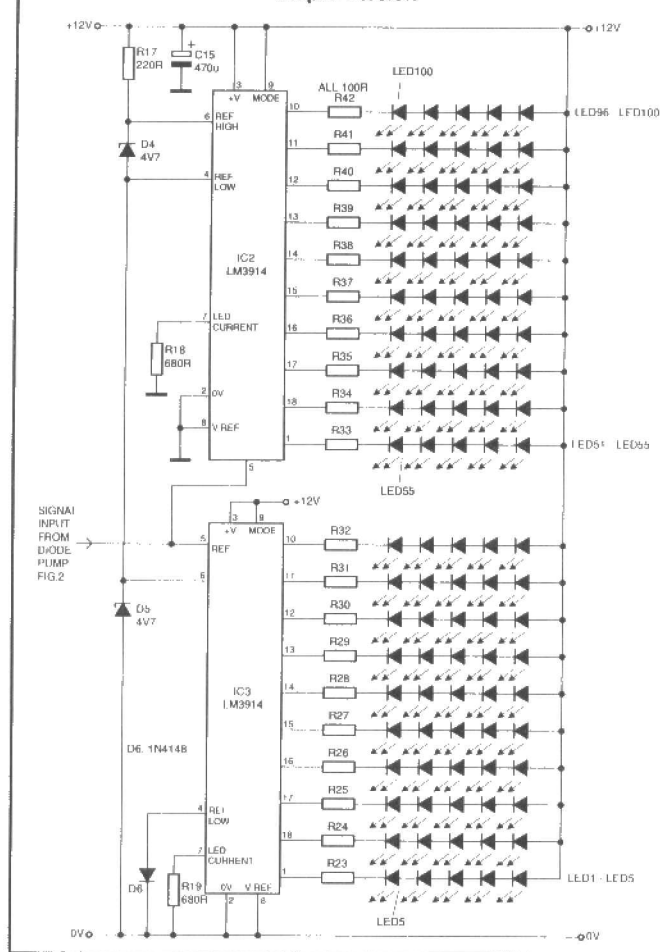 +12V
+12V
R17
220R
+
C15
470u
3
9
+V
MODE
ALL 100R
LED100
6
REF
HIGH
10
R42
LED96 - LED100
D4
4V7
11
R41
4
REF
LOW
12
R40
13
R39
IC2
LM3914
14
R38
15
R37
7
LED
CURRENT
16
R36
R18
680R
17
R35
2
0V
18
R34
8
V REF
1
R33
LED51 - LED55
5
LED55
SIGNAL
INPUT
FROM
DIODE
PUMP
FIG.2
+12V
3
9
+V
MODE
5
REF
10
R32
6
11
R31
D5
4V7
12
R30
13
R29
IC3
LM3914
14
R28
15
R27
D6. 1N4148
16
R26
17
R25
4
REF
LOW
18
R24
7
LED
CURRENT
1
R23
LED1 - LED5
D6
R19
680R
0V
V REF
2
LED5
0V
0V